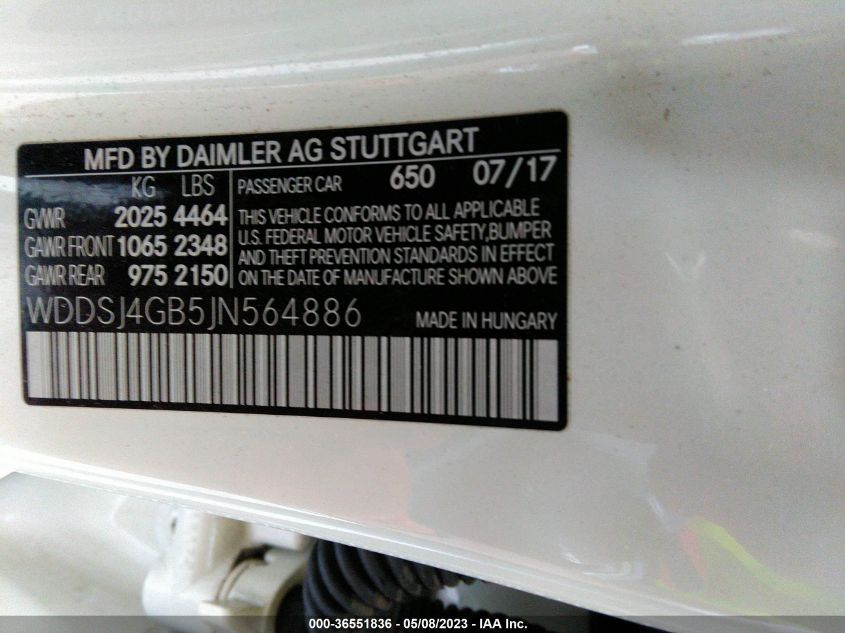 MFD BY DAIMLER AG STUTTGART
KG LBS
GVWR 2025 4464
GAWR FRONT 1065 2348
GAWR REAR 975 2150
PASSENGER CAR 650 07/17
THIS VEHICLE CONFORMS TO ALL APPLICABLE
U.S. FEDERAL MOTOR VEHICLE SAFETY,BUMPER
AND THEFT PREVENTION STANDARDS IN EFFECT
ON THE DATE OF MANUFACTURE SHOWN ABOVE
WDDSJ4GB5JN564886 MADE IN HUNGARY
000-36551836 - 05/08/2023 - IAA Inc.